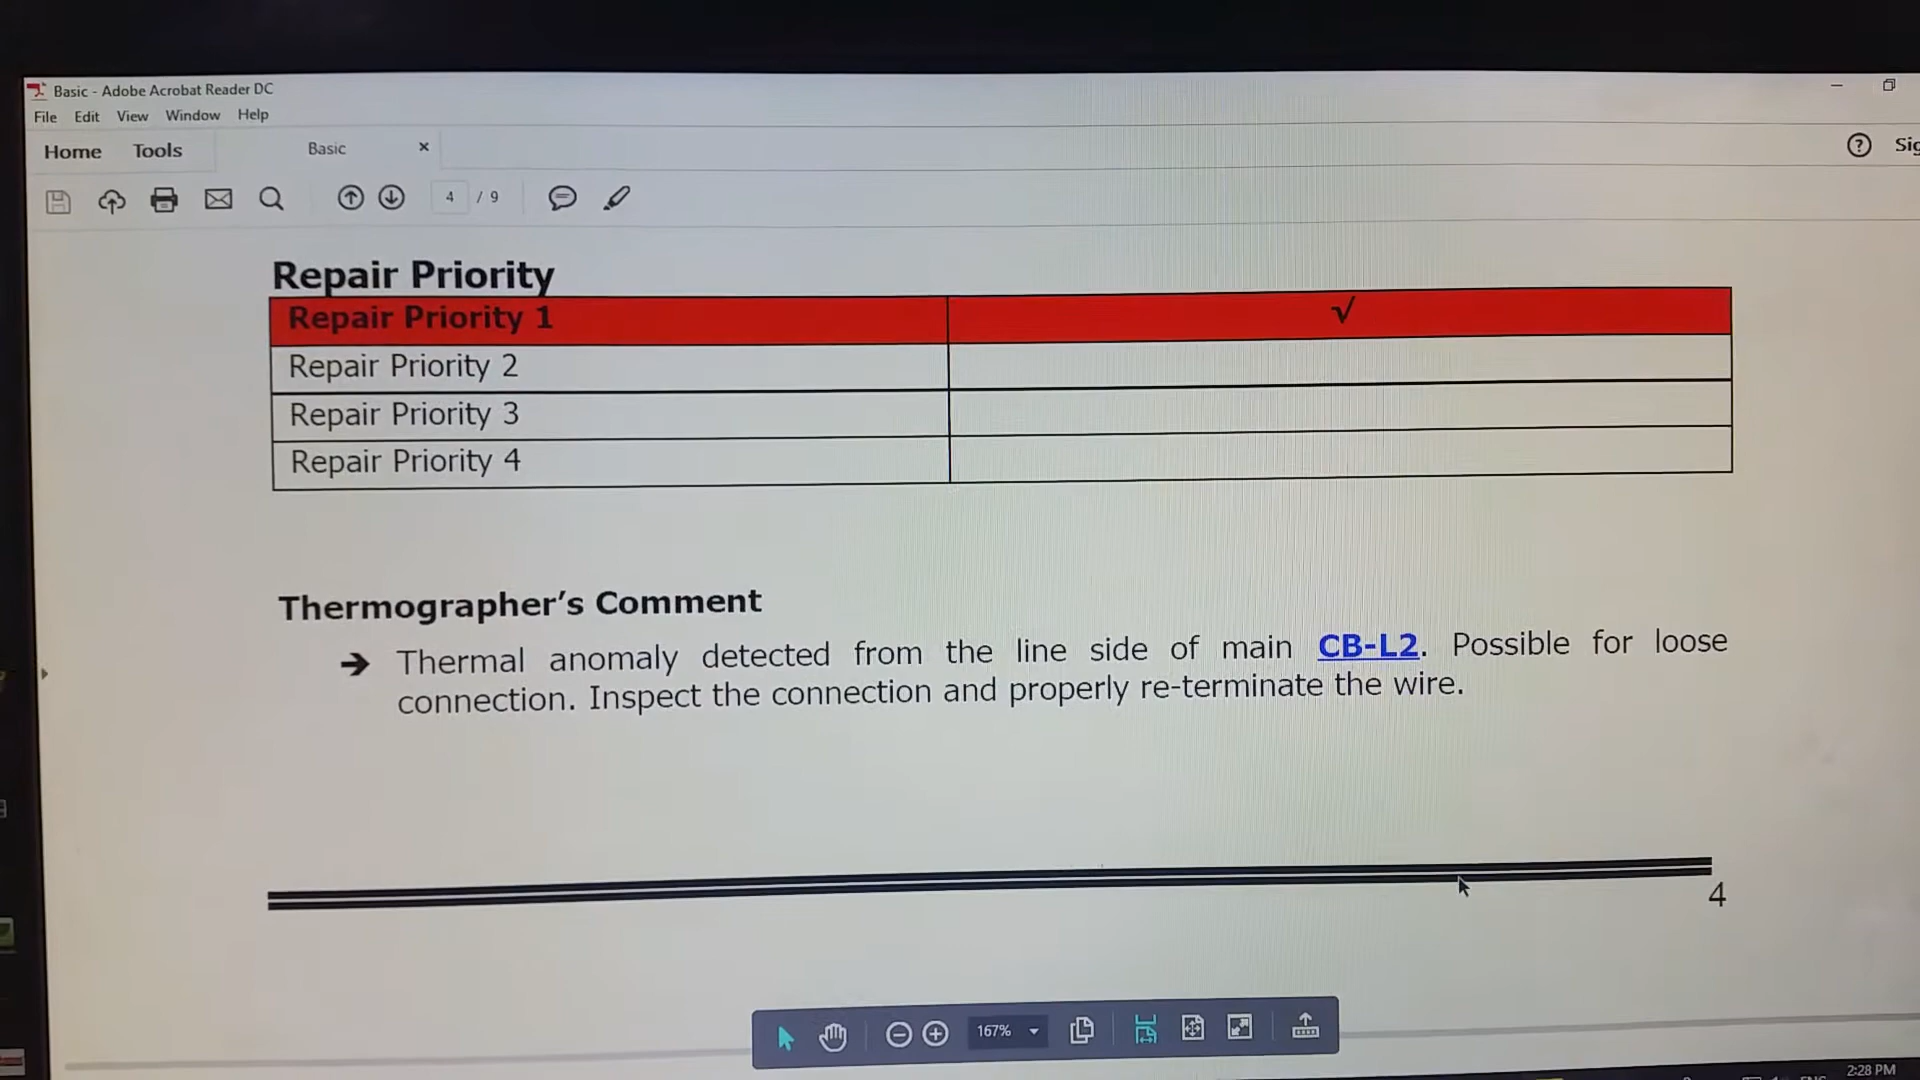 Basic - Adobe Acrobat Reader DC
File Edit View Window Help
Home Tools Basic ×
? Sig
4 / 9
Repair Priority
Repair Priority 1 √
Repair Priority 2
Repair Priority 3
Repair Priority 4
Thermographer's Comment
➔ Thermal anomaly detected from the line side of main CB-L2. Possible for loose
connection. Inspect the connection and properly re-terminate the wire.
4
167%
2:28 PM